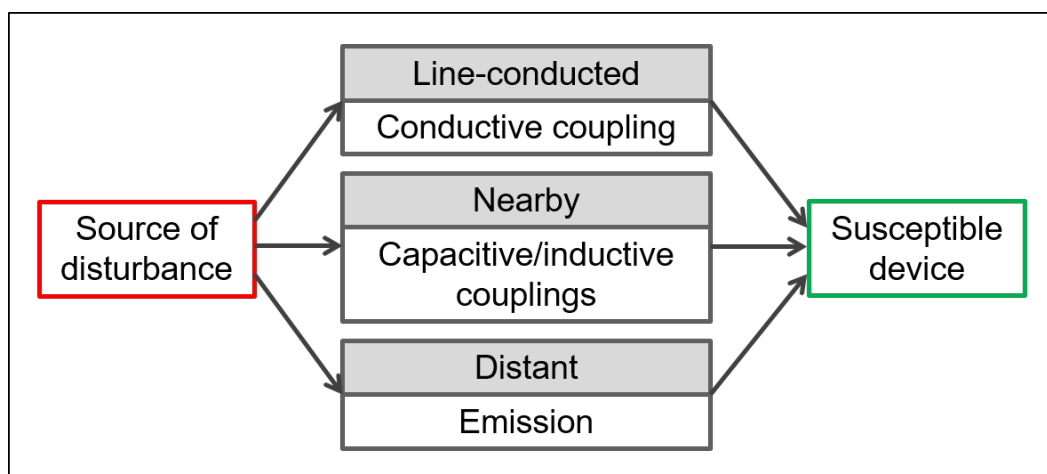 Source of
disturbance
Line-conducted
Conductive coupling
Nearby
Capacitive/inductive
couplings
Distant
Emission
Susceptible
device